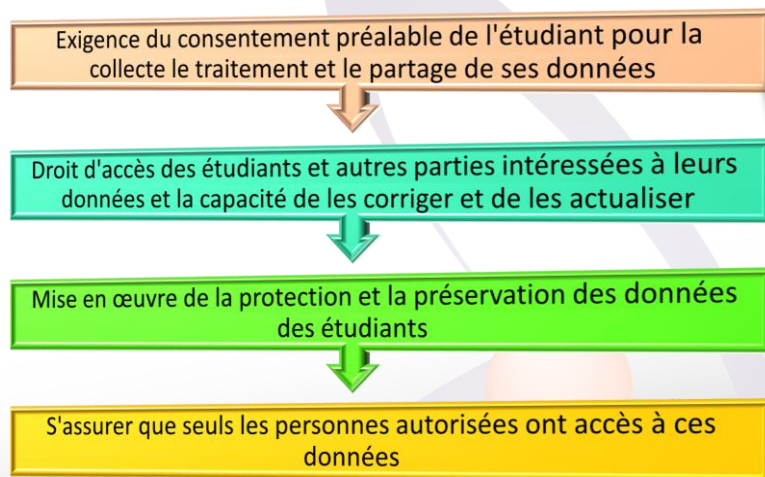 Exigence du consentement préalable de l'étudiant pour la
collecte le traitement et le partage de ses données
Droit d'accès des étudiants et autres parties intéressées à leurs
données et la capacité de les corriger et de les actualiser
Mise en œuvre de la protection et la préservation des données
des étudiants
S'assurer que seuls les personnes autorisées ont accès à ces
données